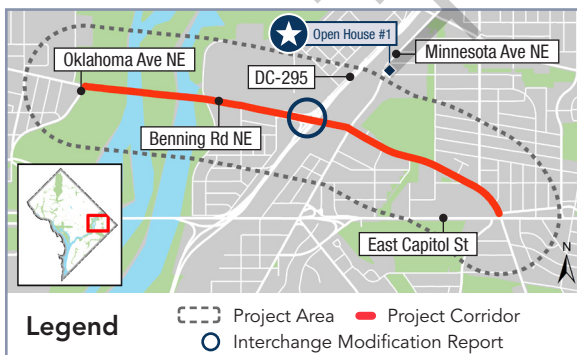 Open House #1
Oklahoma Ave NE
Minnesota Ave NE
DC-295
Benning Rd NE
East Capitol St
N
Legend
Project Area
Project Corridor
Interchange Modification Report